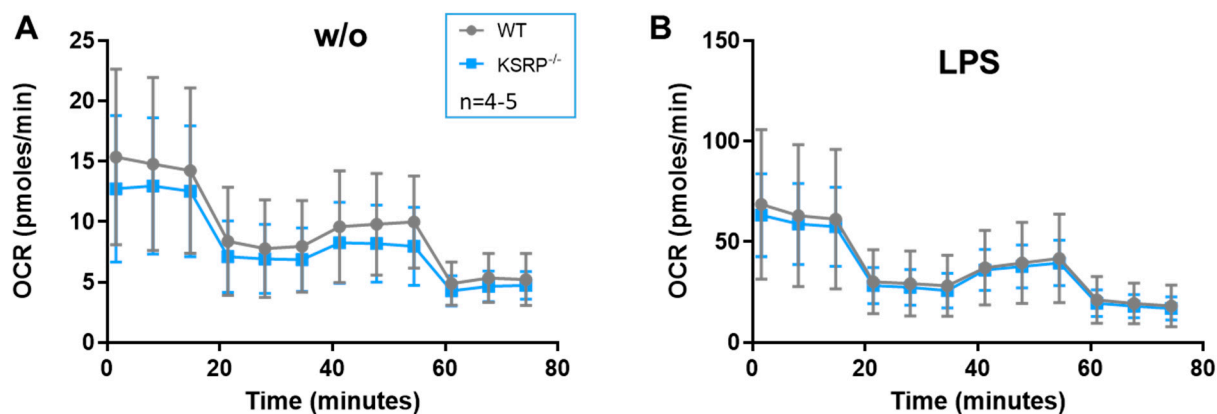 A
w/o
WT
KSRP-/-
n=4-5
OCR (pmoles/min)
25
20
15
10
5
0
0 20 40 60 80
Time (minutes)
B
LPS
OCR (pmoles/min)
150
100
50
0
0 20 40 60 80
Time (minutes)